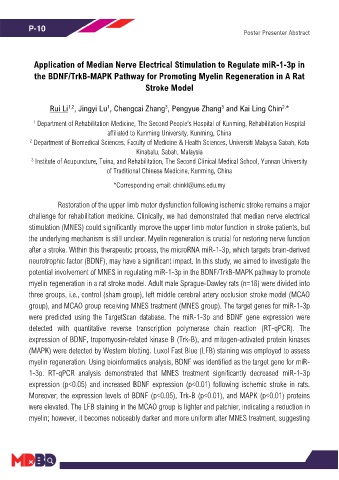 P-10
Poster Presenter Abstract
Application of Median Nerve Electrical Stimulation to Regulate miR-1-3p in
the BDNF/TrkB-MAPK Pathway for Promoting Myelin Regeneration in A Rat
Stroke Model
Rui Li1,2, Jingyi Lu1, Chengcai Zhang3, Pengyue Zhang3 and Kai Ling Chin2,*
1 Department of Rehabilitation Medicine, The Second People's Hospital of Kunming, Rehabilitation Hospital
affiliated to Kunming University, Kunming, China
2 Department of Biomedical Sciences, Faculty of Medicine & Health Sciences, Universiti Malaysia Sabah, Kota
Kinabalu, Sabah, Malaysia
3 Institute of Acupuncture, Tuina, and Rehabilitation, The Second Clinical Medical School, Yunnan University
of Traditional Chinese Medicine, Kunming, China
*Corresponding email: chinkl@ums.edu.my
Restoration of the upper limb motor dysfunction following ischemic stroke remains a major
challenge for rehabilitation medicine. Clinically, we had demonstrated that median nerve electrical
stimulation (MNES) could significantly improve the upper limb motor function in stroke patients, but
the underlying mechanism is still unclear. Myelin regeneration is crucial for restoring nerve function
after a stroke. Within this therapeutic process, the microRNA miR-1-3p, which targets brain-derived
neurotrophic factor (BDNF), may have a significant impact. In this study, we aimed to investigate the
potential involvement of MNES in regulating miR-1-3p in the BDNF/TrkB-MAPK pathway to promote
myelin regeneration in a rat stroke model. Adult male Sprague-Dawley rats (n=18) were divided into
three groups, i.e., control (sham group), left middle cerebral artery occlusion stroke model (MCAO
group), and MCAO group receiving MNES treatment (MNES group). The target genes for miR-1-3p
were predicted using the TargetScan database. The miR-1-3p and BDNF gene expression were
detected with quantitative reverse transcription polymerase chain reaction (RT-qPCR). The
expression of BDNF, tropomyosin-related kinase B (Trk-B), and mitogen-activated protein kinases
(MAPK) were detected by Western blotting. Luxol Fast Blue (LFB) staining was employed to assess
myelin regeneration. Using bioinformatics analysis, BDNF was identified as the target gene for miR-
1-3p. RT-qPCR analysis demonstrated that MNES treatment significantly decreased miR-1-3p
expression (p<0.05) and increased BDNF expression (p<0.01) following ischemic stroke in rats.
Moreover, the expression levels of BDNF (p<0.05), Trk-B (p<0.01), and MAPK (p<0.01) proteins
were elevated. The LFB staining in the MCAO group is lighter and patchier, indicating a reduction in
myelin; however, it becomes noticeably darker and more uniform after MNES treatment, suggesting